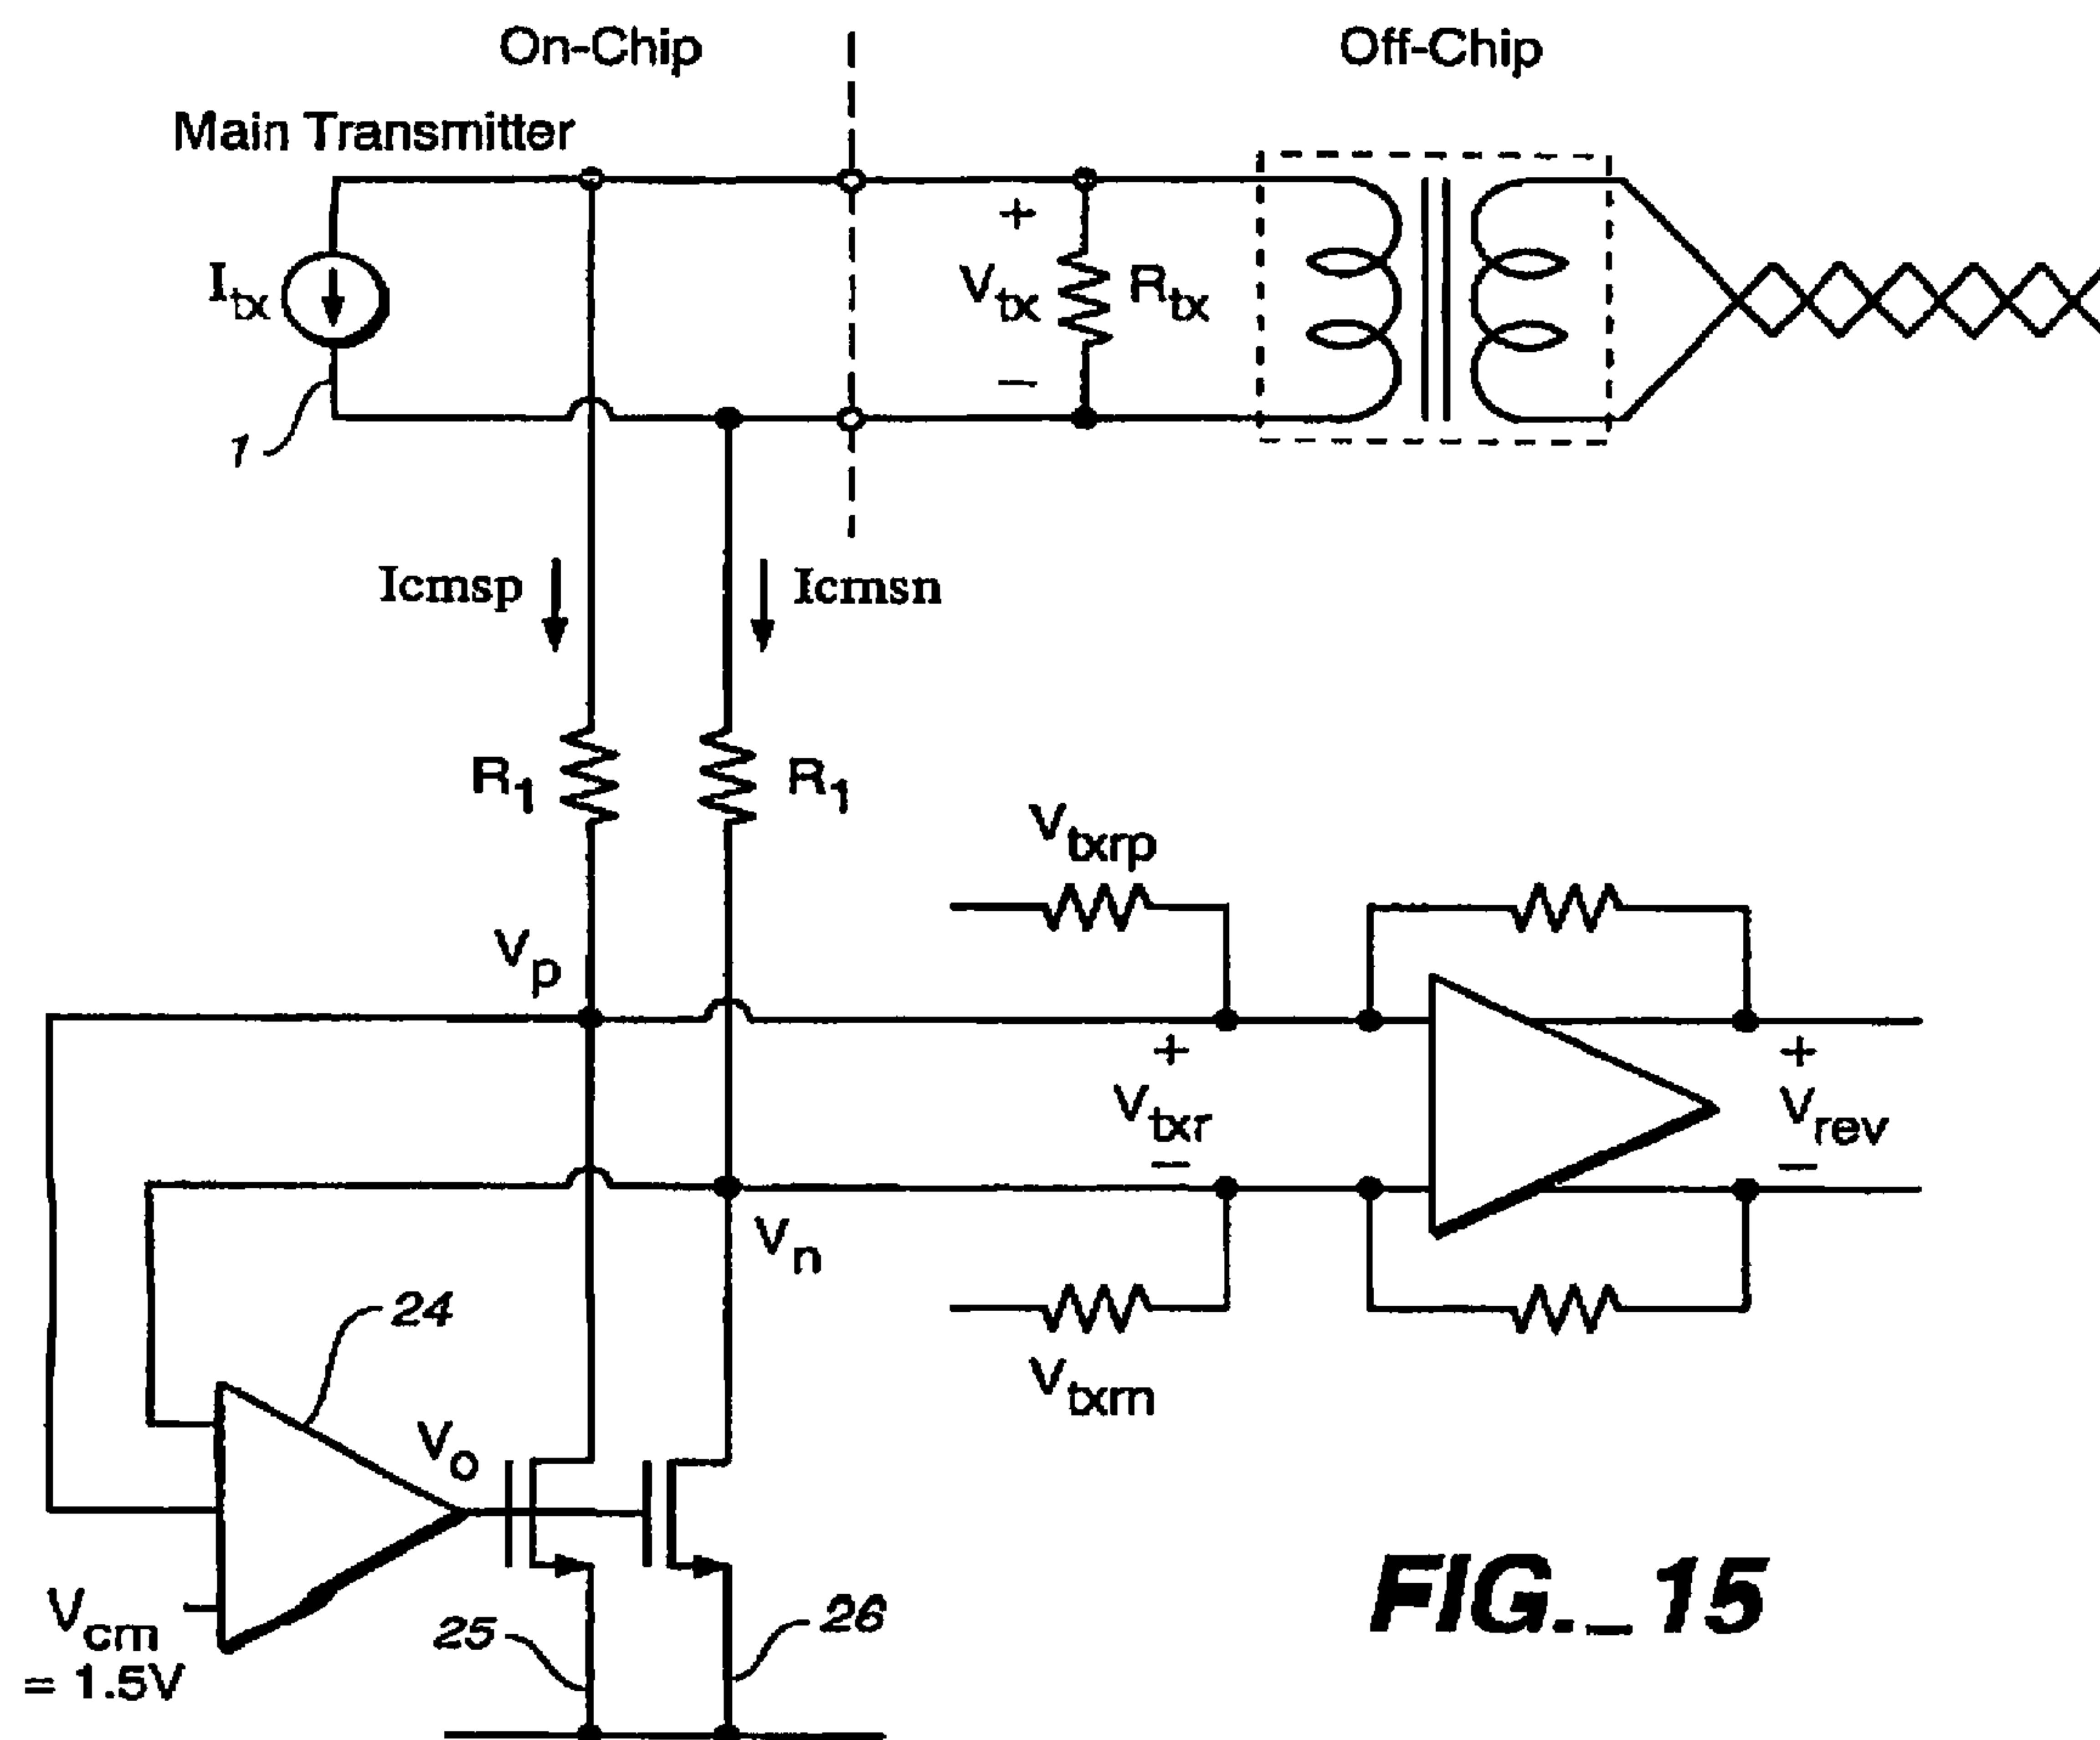 On-Chip
Off-Chip
Main Transmitter
Itx
+
Vtx
Rtx
−
1
Icmsp
Icmsn
R1
R1
Vtxrp
Vp
+
Vtxr
−
+
Vrev
−
Vn
24
Vtxrn
Vo
Vcm
= 1.5V
25
26
FIG._15